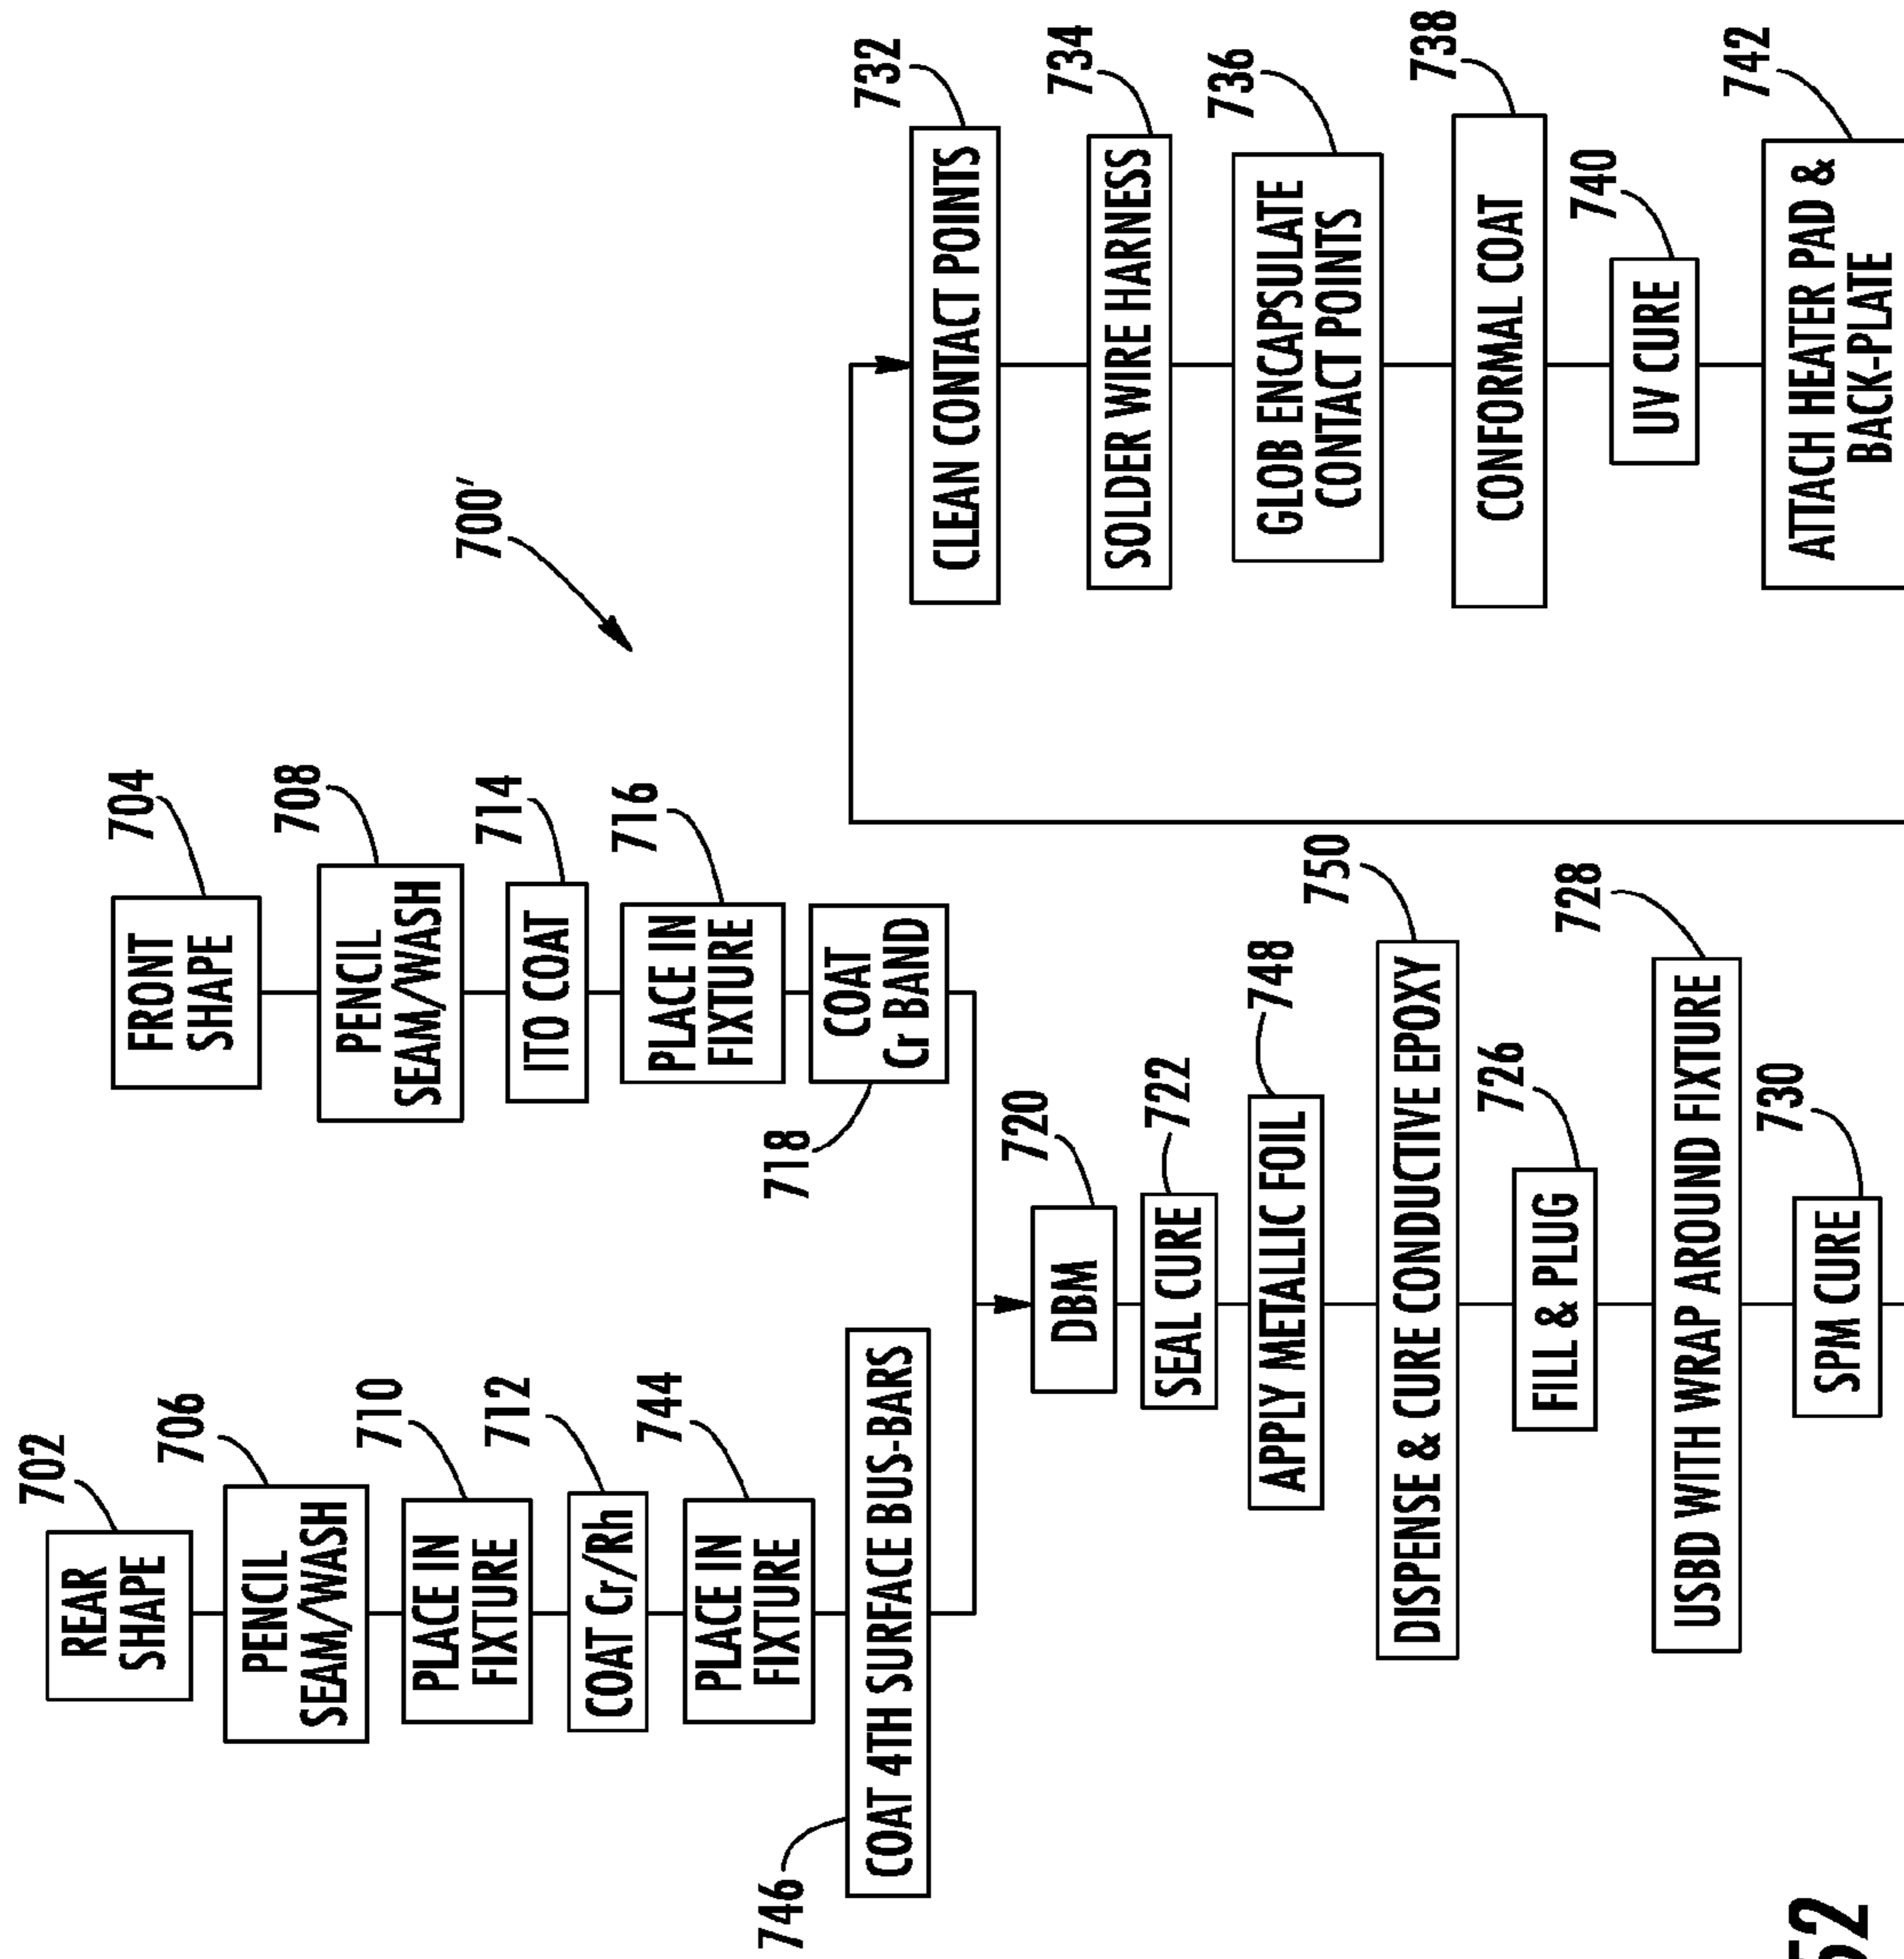 700′
702
REAR
SHAPE
706
PENCIL
SEAM/WASH
710
PLACE IN
FIXTURE
712
COAT Cr/Rh
744
PLACE IN
FIXTURE
746
COAT 4TH SURFACE BUS-BARS
704
FRONT
SHAPE
708
PENCIL
SEAM/WASH
714
ITO COAT
716
PLACE IN
FIXTURE
718
COAT
Cr BAND
720
DBM
722
SEAL CURE
748
APPLY METALLIC FOIL
750
DISPENSE & CURE CONDUCTIVE EPOXY
726
FILL & PLUG
728
USBD WITH WRAP AROUND FIXTURE
730
SPM CURE
732
CLEAN CONTACT POINTS
734
SOLDER WIRE HARNESS
736
GLOB ENCAPSULATE
CONTACT POINTS
738
CONFORMAL COAT
740
UV CURE
742
ATTACH HEATER PAD &
BACK-PLATE
52